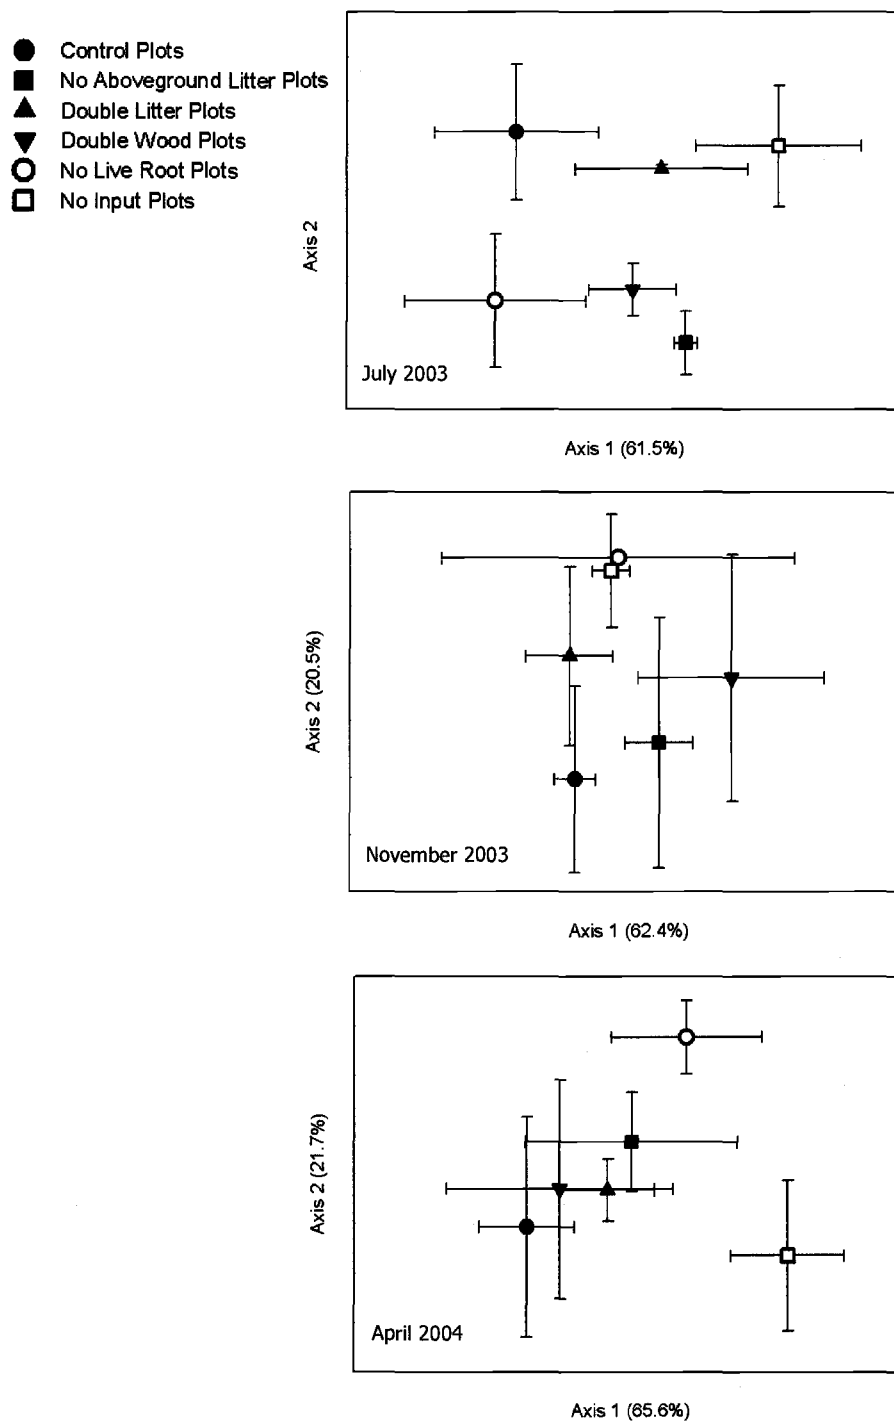 Control Plots
No Aboveground Litter Plots
Double Litter Plots
Double Wood Plots
No Live Root Plots
No Input Plots
Axis 2
July 2003
Axis 1 (61.5%)
Axis 2 (20.5%)
November 2003
Axis 1 (62.4%)
Axis 2 (21.7%)
April 2004
Axis 1 (65.6%)